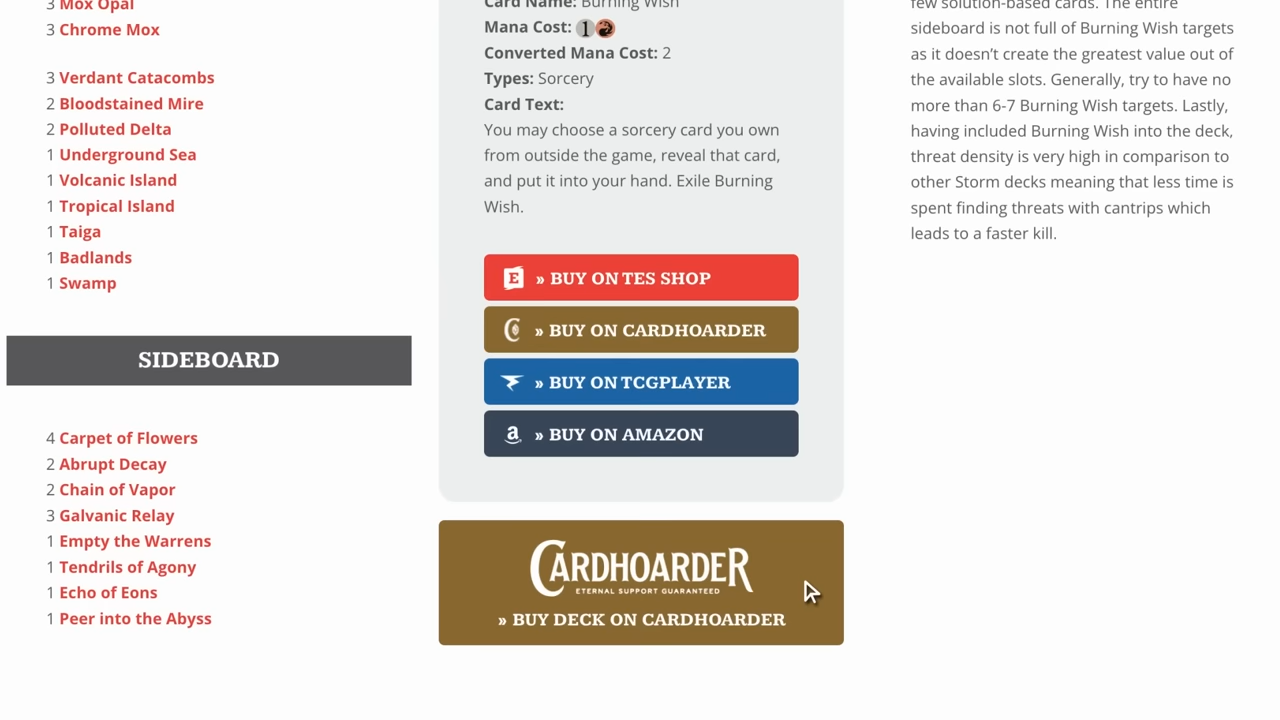 3 Mox Opal
3 Chrome Mox
3 Verdant Catacombs
2 Bloodstained Mire
2 Polluted Delta
1 Underground Sea
1 Volcanic Island
1 Tropical Island
1 Taiga
1 Badlands
1 Swamp
SIDEBOARD
4 Carpet of Flowers
2 Abrupt Decay
2 Chain of Vapor
3 Galvanic Relay
1 Empty the Warrens
1 Tendrils of Agony
1 Echo of Eons
1 Peer into the Abyss
Card Name: Burning Wish
Mana Cost: 1
Converted Mana Cost: 2
Types: Sorcery
Card Text:
You may choose a sorcery card you own
from outside the game, reveal that card,
and put it into your hand. Exile Burning
Wish.
E » BUY ON TES SHOP
C » BUY ON CARDHOARDER
» BUY ON TCGPLAYER
a » BUY ON AMAZON
CARDHOARDER
ETERNAL SUPPORT GUARANTEED
» BUY DECK ON CARDHOARDER
few solution-based cards. The entire
sideboard is not full of Burning Wish targets
as it doesn’t create the greatest value out of
the available slots. Generally, try to have no
more than 6-7 Burning Wish targets. Lastly,
having included Burning Wish into the deck,
threat density is very high in comparison to
other Storm decks meaning that less time is
spent finding threats with cantrips which
leads to a faster kill.